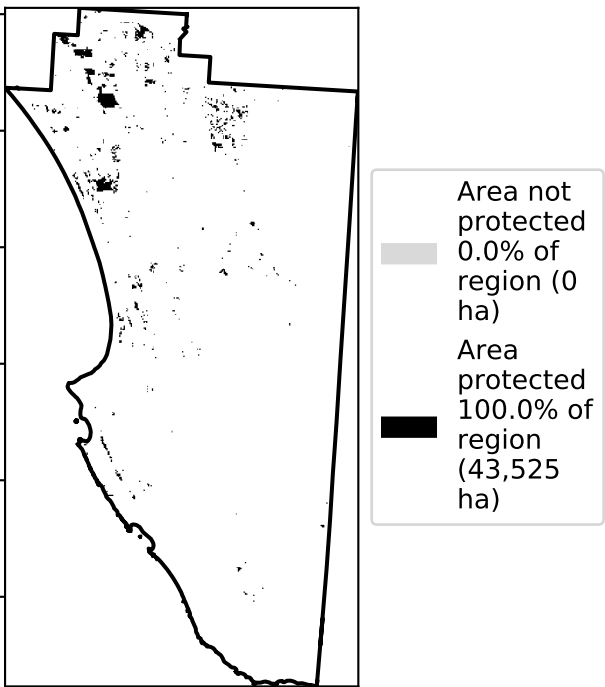 Area not
protected
0.0% of
region (0
ha)
Area
protected
100.0% of
region
(43,525
ha)